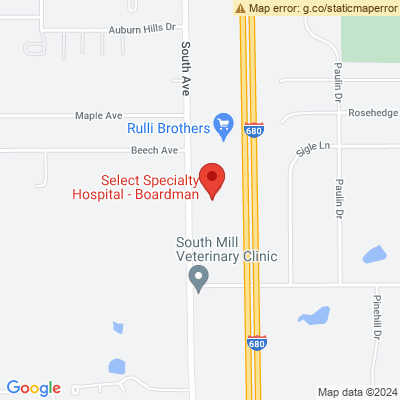 Map error: g.co/staticmaperror
Auburn Hills Dr
South Ave
Paulin Dr
Maple Ave
Rosehedge
Rulli Brothers
680
Beech Ave
Sigle Ln
Select Specialty
Hospital - Boardman
Paulin Dr
South Mill
Veterinary Clinic
Pinehill Dr
680
Google
Map data ©2024